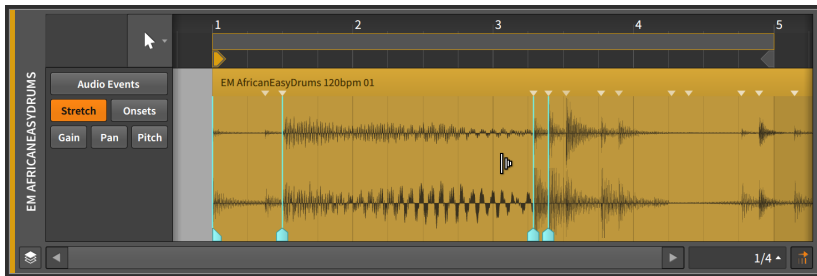 1 2 3 4 5
EM AFRICANEASYDRUMS
Audio Events
Stretch Onsets
Gain Pan Pitch
EM AfricanEasyDrums 120bpm 01
1/4